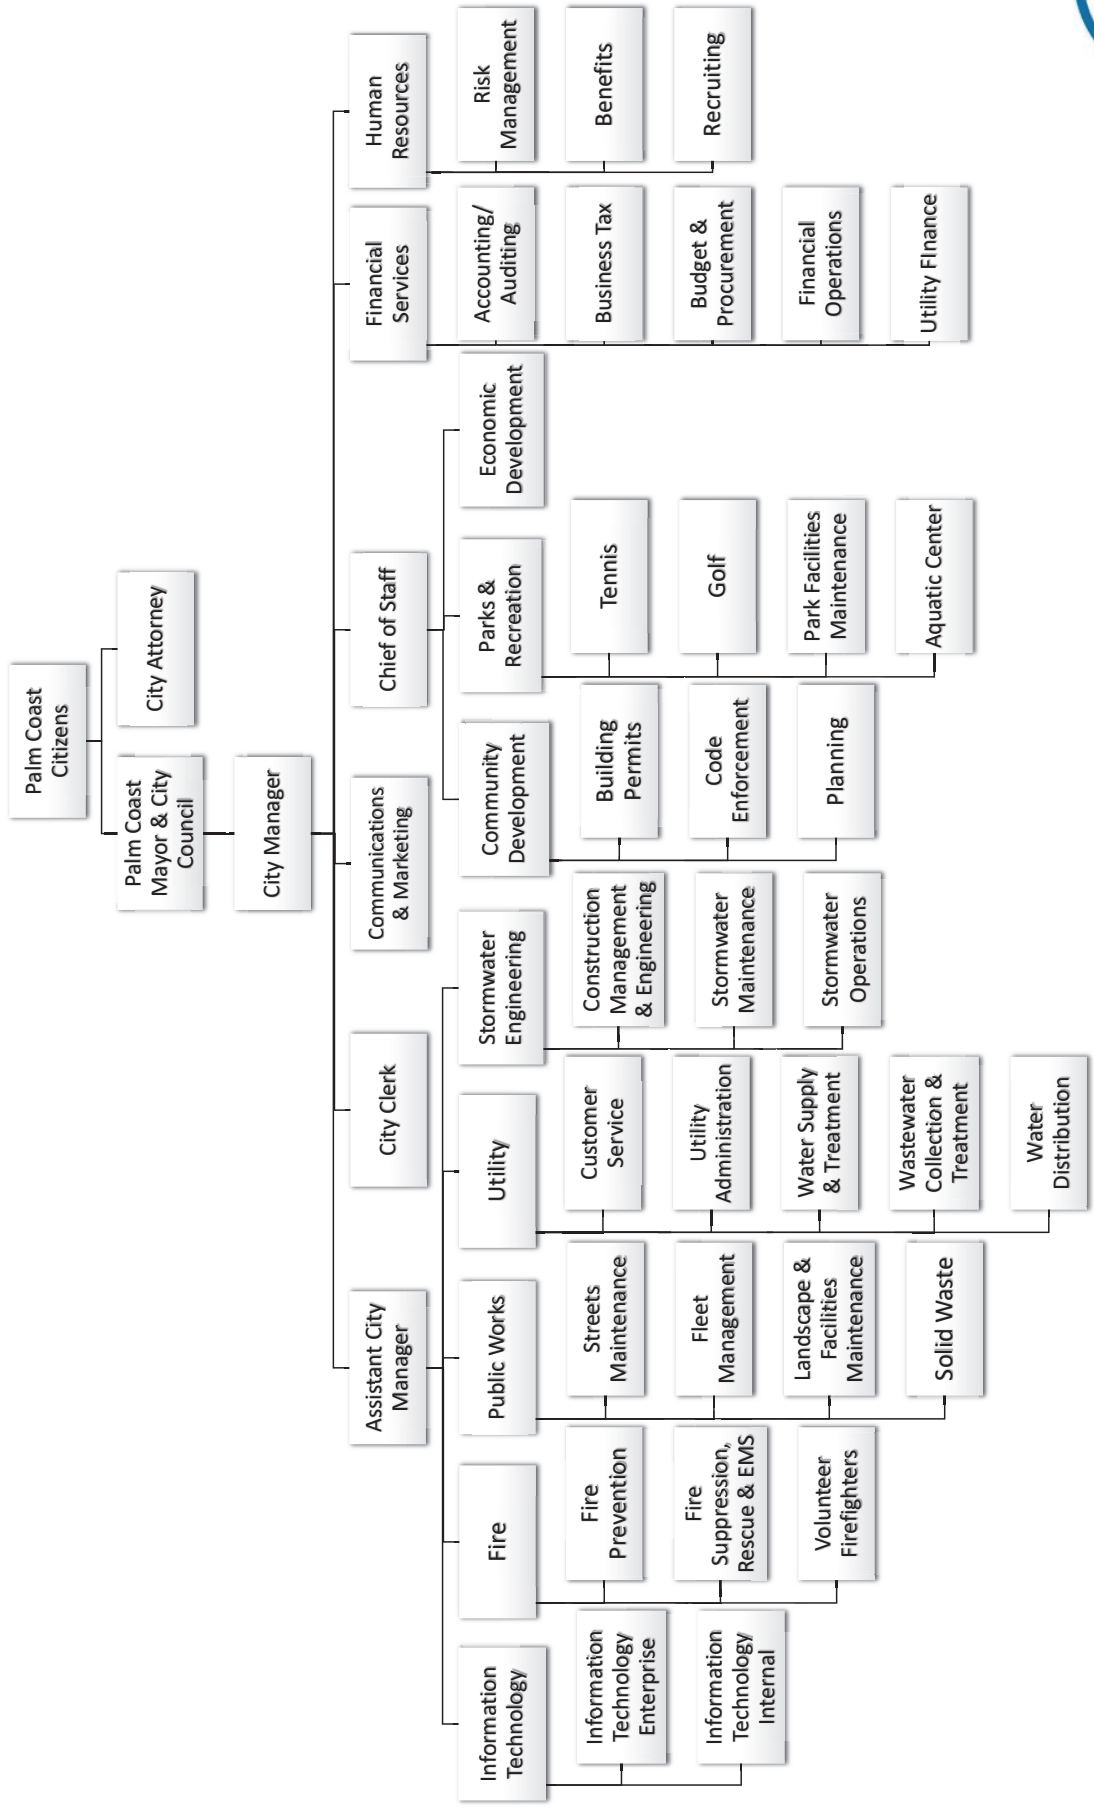 Palm Coast
Citizens
Palm Coast
Mayor & City
Council
City Attorney
City Manager
Assistant City
Manager
City Clerk
Communications
& Marketing
Chief of Staff
Financial
Services
Human
Resources
Information
Technology
Information
Technology
Enterprise
Information
Technology
Internal
Fire
Fire
Prevention
Fire
Suppression,
Rescue & EMS
Volunteer
Firefighters
Public Works
Streets
Maintenance
Fleet
Management
Landscape &
Facilities
Maintenance
Solid Waste
Utility
Customer
Service
Utility
Administration
Water Supply
& Treatment
Wastewater
Collection &
Treatment
Water
Distribution
Stormwater
Engineering
Construction
Management
& Engineering
Stormwater
Maintenance
Stormwater
Operations
Community
Development
Building
Permits
Code
Enforcement
Planning
Parks &
Recreation
Tennis
Golf
Park Facilities
Maintenance
Aquatic Center
Economic
Development
Accounting/
Auditing
Business Tax
Budget &
Procurement
Financial
Operations
Utility FInance
Risk
Management
Benefits
Recruiting